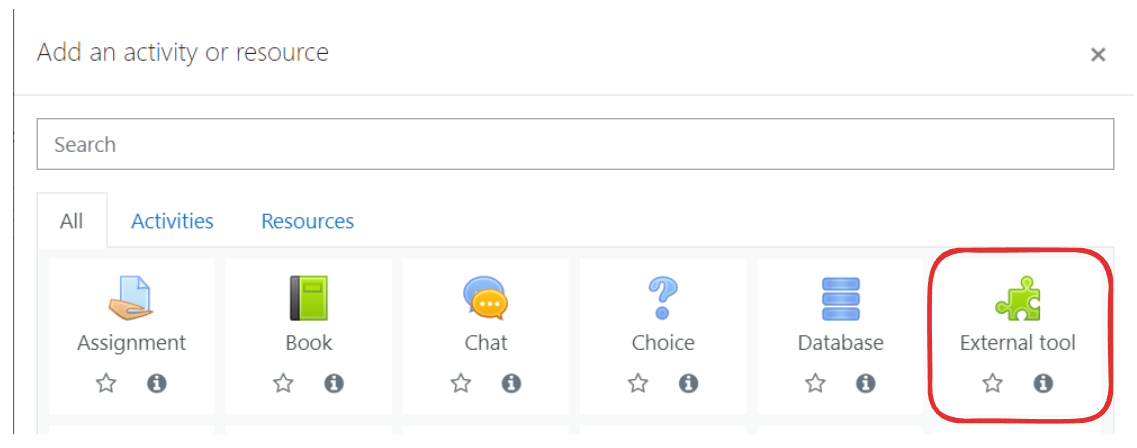 Add an activity or resource
×
Search
All Activities Resources
Assignment Book Chat Choice Database External tool